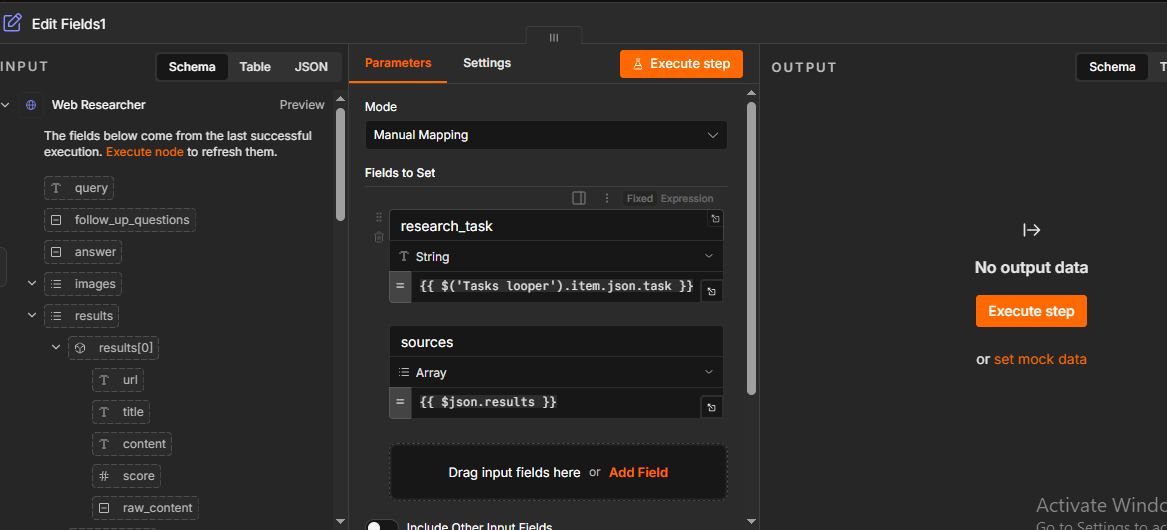 Edit Fields1
INPUT
Schema
Table
JSON
Web Researcher
Preview
The fields below come from the last successful
execution. Execute node to refresh them.
T query
follow_up_questions
answer
images
results
results[0]
T url
T title
T content
# score
raw_content
Parameters
Settings
Execute step
Mode
Manual Mapping
Fields to Set
Fixed Expression
research_task
T String
= {{ $('Tasks looper').item.json.task }}
sources
Array
= {{ $json.results }}
Drag input fields here or Add Field
Include Other Input Fields
OUTPUT
Schema
T
No output data
Execute step
or set mock data
Activate Windo
Go to Settings to ac